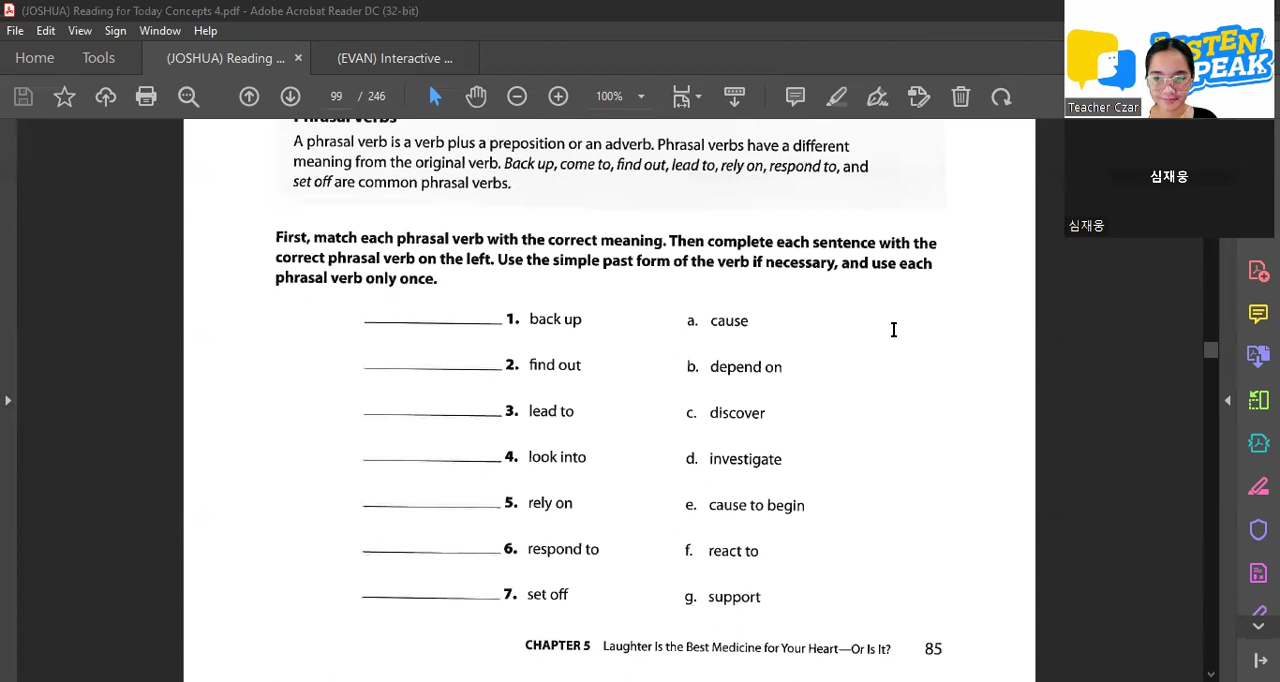 (JOSHUA) Reading for Today Concepts 4.pdf - Adobe Acrobat Reader DC (32-bit)
File Edit View Sign Window Help
Home Tools (JOSHUA) Reading ... × (EVAN) Interactive ...
99 / 246 100%
LISTEN
SPEAK
Teacher Czar
심재웅
심재웅
Phrasal Verbs
A phrasal verb is a verb plus a preposition or an adverb. Phrasal verbs have a different
meaning from the original verb. Back up, come to, find out, lead to, rely on, respond to, and
set off are common phrasal verbs.
First, match each phrasal verb with the correct meaning. Then complete each sentence with the
correct phrasal verb on the left. Use the simple past form of the verb if necessary, and use each
phrasal verb only once.
1. back up a. cause
2. find out b. depend on
3. lead to c. discover
4. look into d. investigate
5. rely on e. cause to begin
6. respond to f. react to
7. set off g. support
CHAPTER 5 Laughter Is the Best Medicine for Your Heart—Or Is It? 85